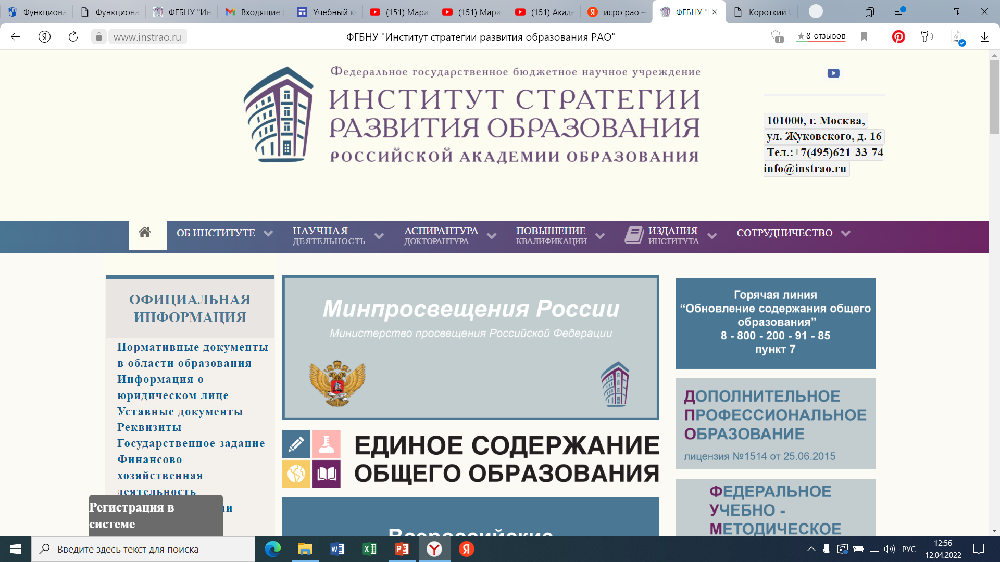 Функциона
Функциона
ФГБНУ "Ин
Входящие
Учебный к
(151) Мара
(151) Мара
(151) Акаде
исро рао —
ФГБНУ "
Короткий
www.instrao.ru
ФГБНУ "Институт стратегии развития образования РАО"
1
★8 отзывов
Федеральное государственное бюджетное научное учреждение
ИНСТИТУТ СТРАТЕГИИ
РАЗВИТИЯ ОБРАЗОВАНИЯ
РОССИЙСКОЙ АКАДЕМИИ ОБРАЗОВАНИЯ
101000, г. Москва,
ул. Жуковского, д. 16
Тел.:+7(495)621-33-74
info@instrao.ru
ОБ ИНСТИТУТЕ
НАУЧНАЯ
ДЕЯТЕЛЬНОСТЬ
АСПИРАНТУРА
ДОКТОРАНТУРА
ПОВЫШЕНИЕ
КВАЛИФИКАЦИИ
ИЗДАНИЯ
ИНСТИТУТА
СОТРУДНИЧЕСТВО
ОФИЦИАЛЬНАЯ
ИНФОРМАЦИЯ
Нормативные документы
в области образования
Информация о
юридическом лице
Уставные документы
Реквизиты
Государственное задание
Финансово-
хозяйственная
деятельность
ии
Регистрация в
системе
Минпросвещения России
Министерство просвещения Российской Федерации
ЕДИНОЕ СОДЕРЖАНИЕ
ОБЩЕГО ОБРАЗОВАНИЯ
Всероссийские
Горячая линия
“Обновление содержания общего
образования”
8 - 800 - 200 - 91 - 85
пункт 7
ДОПОЛНИТЕЛЬНОЕ
ПРОФЕССИОНАЛЬНОЕ
ОБРАЗОВАНИЕ
лицензия №1514 от 25.06.2015
ФЕДЕРАЛЬНОЕ
УЧЕБНО -
МЕТОДИЧЕСКОЕ
Введите здесь текст для поиска
РУС
12:56
12.04.2022